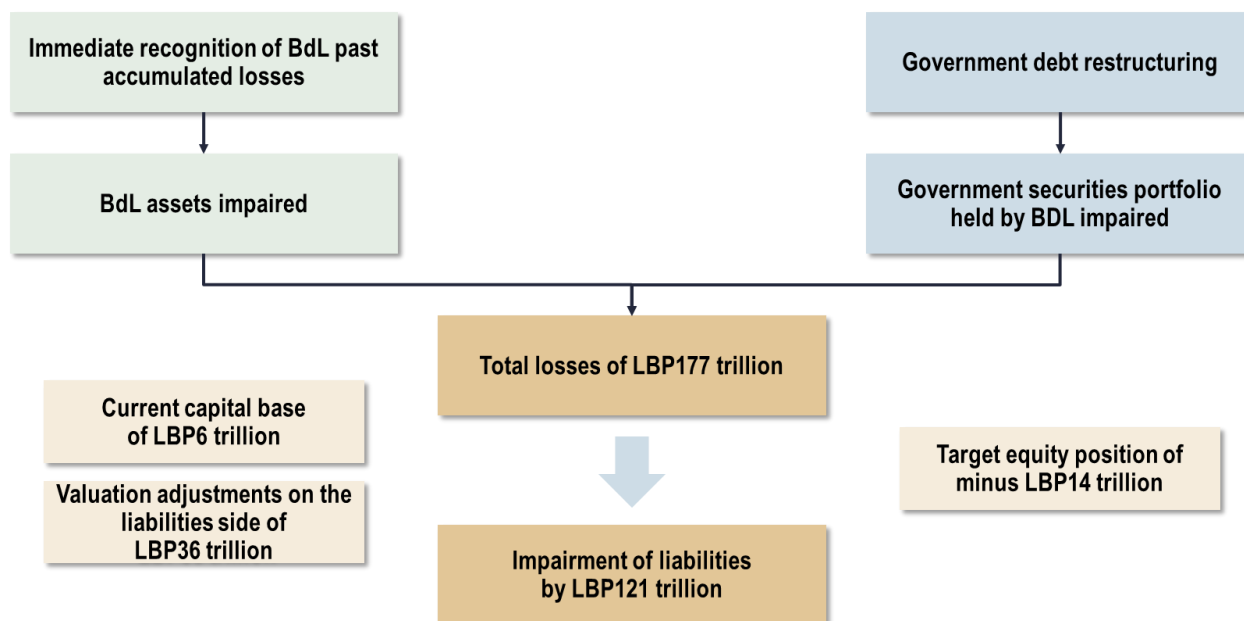 Immediate recognition of BdL past
accumulated losses
Government debt restructuring
BdL assets impaired
Government securities portfolio
held by BDL impaired
Total losses of LBP177 trillion
Current capital base
of LBP6 trillion
Target equity position of
minus LBP14 trillion
Valuation adjustments on the
liabilities side of
LBP36 trillion
Impairment of liabilities
by LBP121 trillion